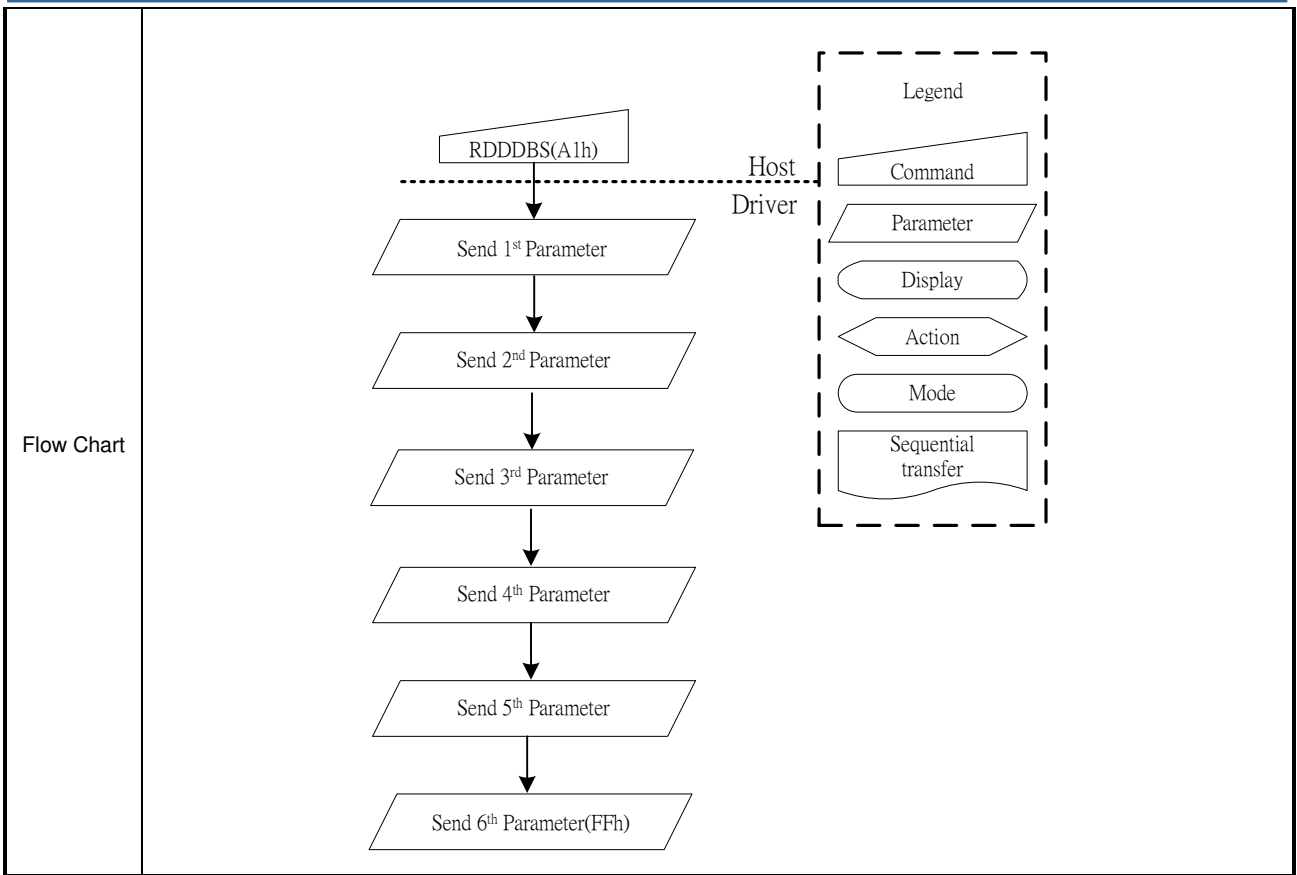 Flow Chart
RDDDBS(A1h)
Host
Driver
Send 1st Parameter
Send 2nd Parameter
Send 3rd Parameter
Send 4th Parameter
Send 5th Parameter
Send 6th Parameter(FFh)
Legend
Command
Parameter
Display
Action
Mode
Sequential
transfer